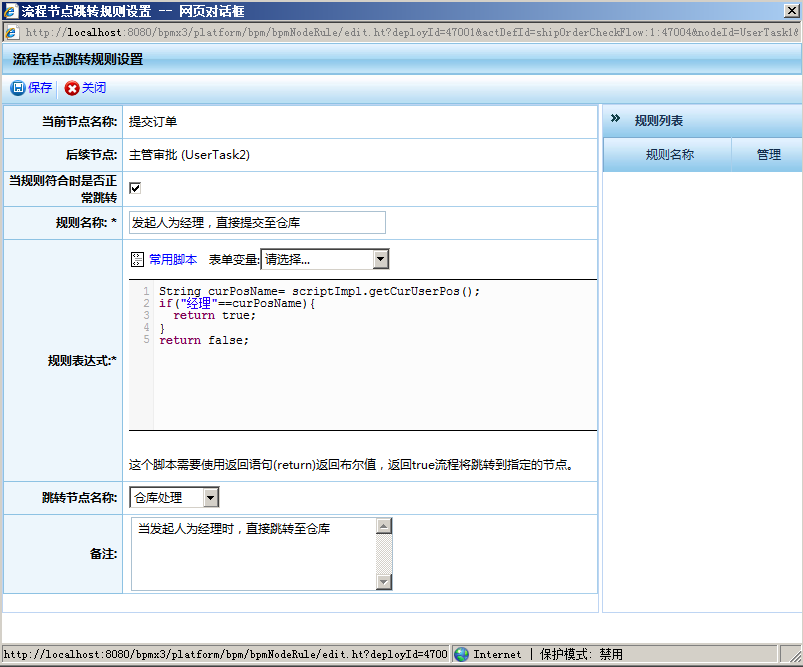 流程节点跳转规则设置 -- 网页对话框
http://localhost:8080/bpmx3/platform/bpm/bpmNodeRule/edit.ht?deployId=47001&actDefId=shipOrderCheckFlow:1:47004&nodeId=UserTask1&
流程节点跳转规则设置
保存 关闭
当前节点名称: 提交订单
后续节点: 主管审批 (UserTask2)
当规则符合时是否正
常跳转
规则名称: * 发起人为经理，直接提交至仓库
规则表达式:*
常用脚本 表单变量: 请选择...
1 String curPosName= scriptImpl.getCurUserPos();
2 if("经理"==curPosName){
3 return true;
4 }
5 return false;
这个脚本需要使用返回语句(return)返回布尔值，返回true流程将跳转到指定的节点。
跳转节点名称: 仓库处理
备注: 当发起人为经理时，直接跳转至仓库
» 规则列表
规则名称 管理
http://localhost:8080/bpmx3/platform/bpm/bpmNodeRule/edit.ht?deployId=4700 Internet | 保护模式: 禁用